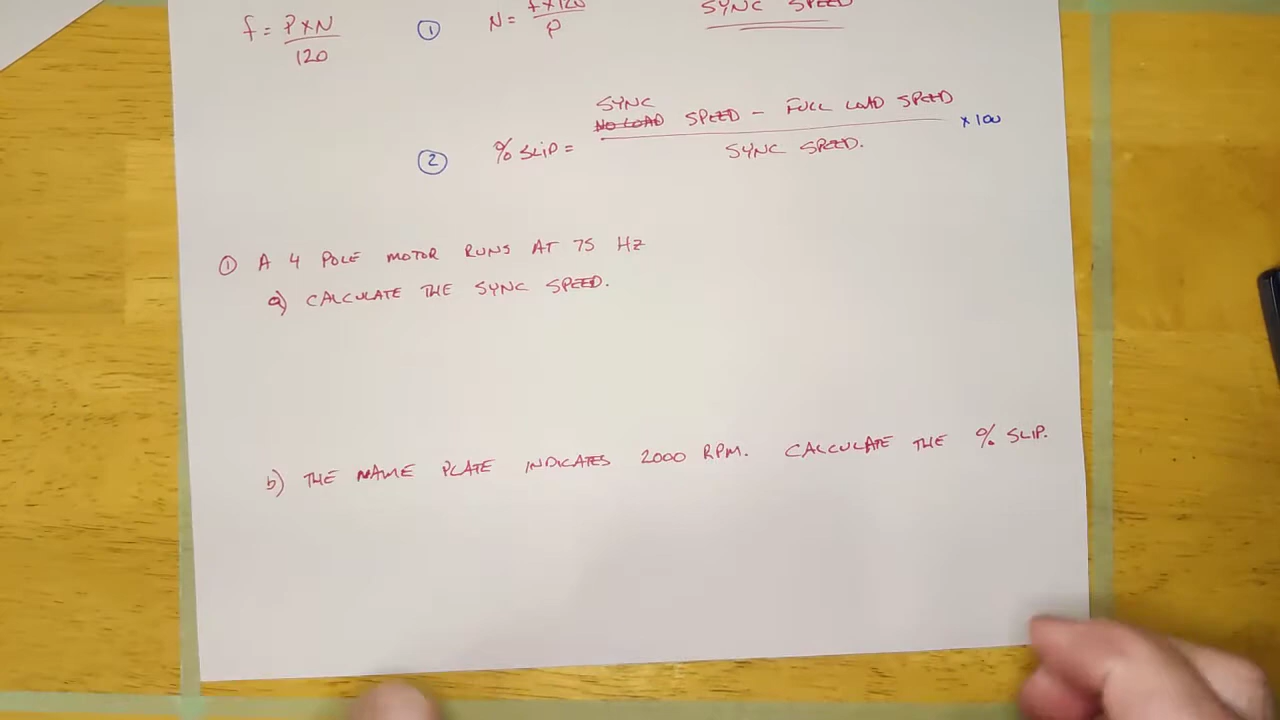 f = P X N / 120
① N = f x 120 / P
SYNC SPEED
② % SLIP = SYNC NO LOAD SPEED - FULL LOAD SPEED / SYNC SPEED. x 100
① A 4 POLE MOTOR RUNS AT 75 HZ
a) CALCULATE THE SYNC SPEED.
b) THE NAME PLATE INDICATES 2000 RPM. CALCULATE THE % SLIP.